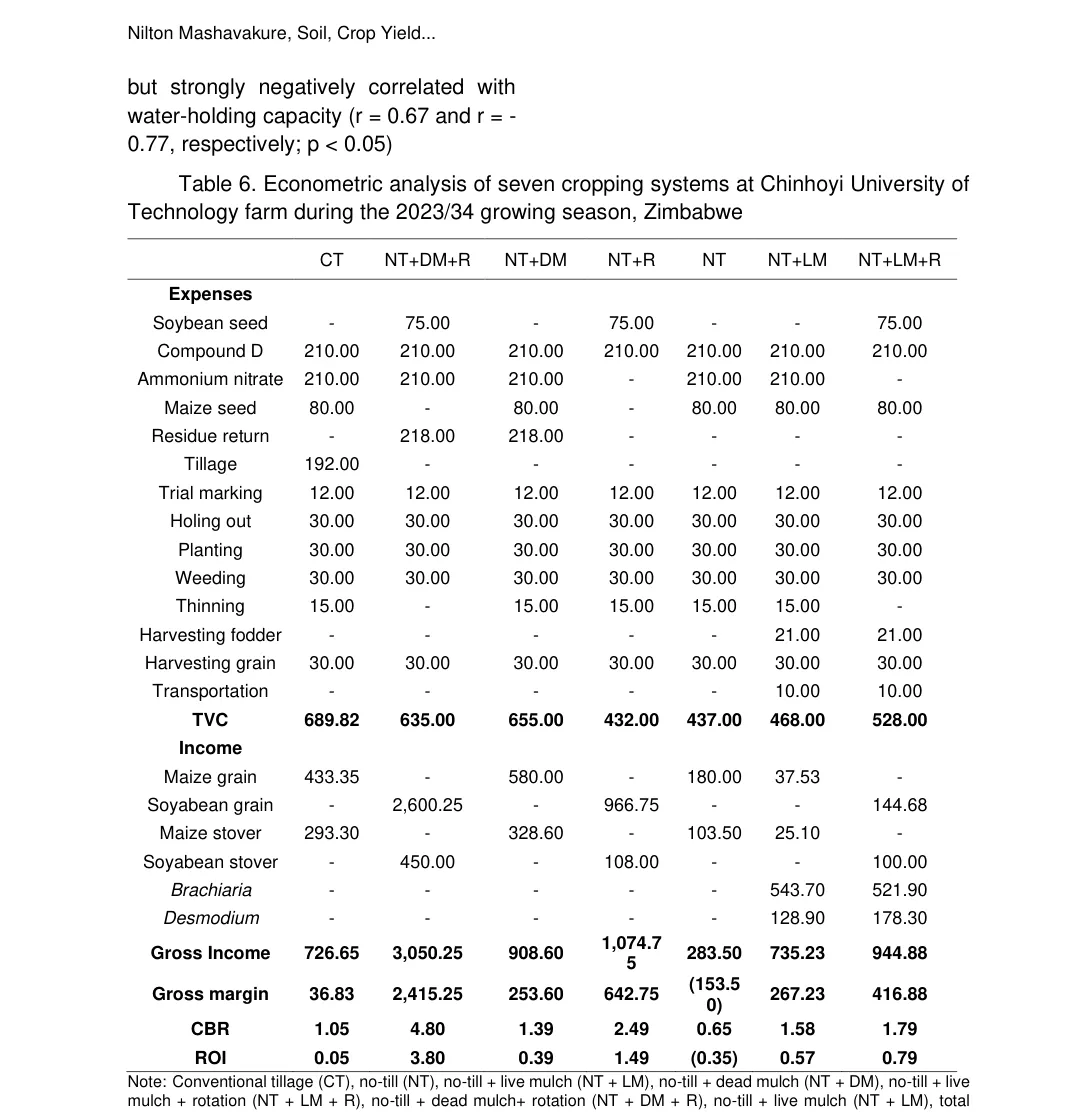 Nilton Mashavakure, Soil, Crop Yield...
but strongly negatively correlated with
water-holding capacity (r = 0.67 and r = -
0.77, respectively; p < 0.05)
Table 6. Econometric analysis of seven cropping systems at Chinhoyi University of
Technology farm during the 2023/34 growing season, Zimbabwe
CT NT+DM+R NT+DM NT+R NT NT+LM NT+LM+R
Expenses
Soybean seed - 75.00 - 75.00 - - 75.00
Compound D 210.00 210.00 210.00 210.00 210.00 210.00 210.00
Ammonium nitrate 210.00 210.00 210.00 - 210.00 210.00 -
Maize seed 80.00 - 80.00 - 80.00 80.00 80.00
Residue return - 218.00 218.00 - - - -
Tillage 192.00 - - - - - -
Trial marking 12.00 12.00 12.00 12.00 12.00 12.00 12.00
Holing out 30.00 30.00 30.00 30.00 30.00 30.00 30.00
Planting 30.00 30.00 30.00 30.00 30.00 30.00 30.00
Weeding 30.00 30.00 30.00 30.00 30.00 30.00 30.00
Thinning 15.00 - 15.00 15.00 15.00 15.00 -
Harvesting fodder - - - - - 21.00 21.00
Harvesting grain 30.00 30.00 30.00 30.00 30.00 30.00 30.00
Transportation - - - - - 10.00 10.00
TVC 689.82 635.00 655.00 432.00 437.00 468.00 528.00
Income
Maize grain 433.35 - 580.00 - 180.00 37.53 -
Soyabean grain - 2,600.25 - 966.75 - - 144.68
Maize stover 293.30 - 328.60 - 103.50 25.10 -
Soyabean stover - 450.00 - 108.00 - - 100.00
Brachiaria - - - - - 543.70 521.90
Desmodium - - - - - 128.90 178.30
Gross Income 726.65 3,050.25 908.60 1,074.7
5 283.50 735.23 944.88
Gross margin 36.83 2,415.25 253.60 642.75 (153.5
0) 267.23 416.88
CBR 1.05 4.80 1.39 2.49 0.65 1.58 1.79
ROI 0.05 3.80 0.39 1.49 (0.35) 0.57 0.79
Note: Conventional tillage (CT), no-till (NT), no-till + live mulch (NT + LM), no-till + dead mulch (NT + DM), no-till + live
mulch + rotation (NT + LM + R), no-till + dead mulch+ rotation (NT + DM + R), no-till + live mulch (NT + LM), total